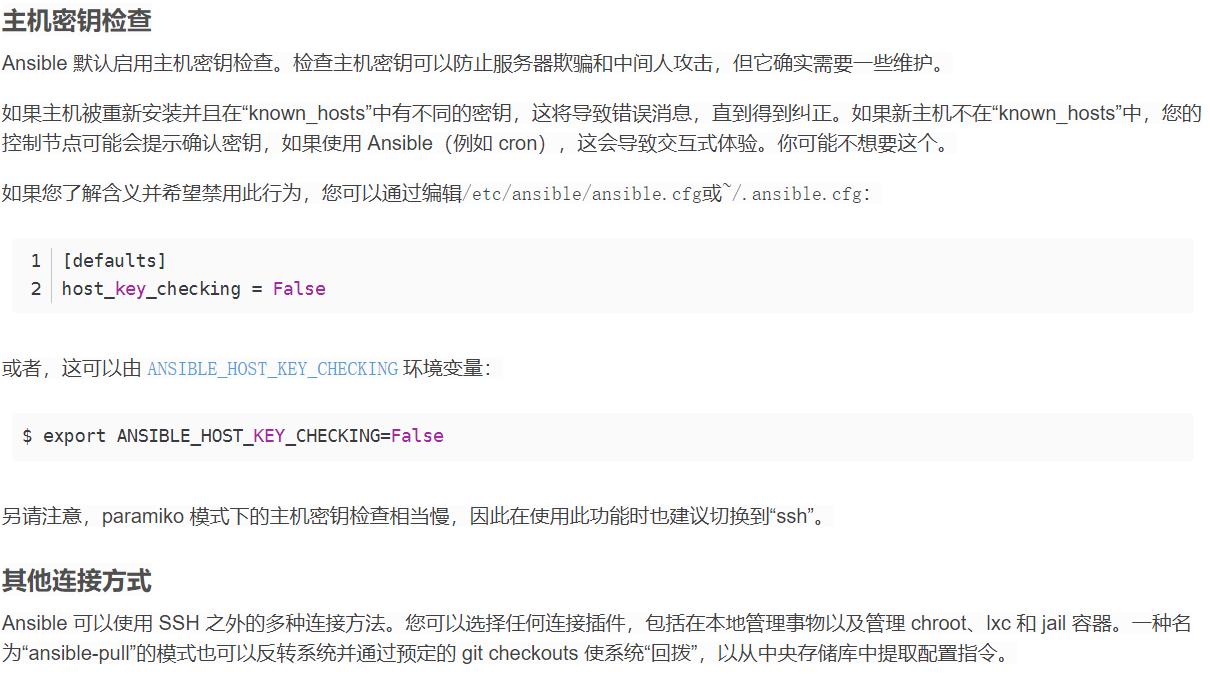 主机密钥检查
Ansible 默认启用主机密钥检查。检查主机密钥可以防止服务器欺骗和中间人攻击，但它确实需要一些维护。
如果主机被重新安装并且在“known_hosts”中有不同的密钥，这将导致错误消息，直到得到纠正。如果新主机不在“known_hosts”中，您的
控制节点可能会提示确认密钥，如果使用 Ansible（例如 cron），这会导致交互式体验。你可能不想要这个。
如果您了解含义并希望禁用此行为，您可以通过编辑/etc/ansible/ansible.cfg或~/.ansible.cfg：
1 [defaults]
2 host_key_checking = False
或者，这可以由 ANSIBLE_HOST_KEY_CHECKING 环境变量：
$ export ANSIBLE_HOST_KEY_CHECKING=False
另请注意，paramiko 模式下的主机密钥检查相当慢，因此在使用此功能时也建议切换到“ssh”。
其他连接方式
Ansible 可以使用 SSH 之外的多种连接方法。您可以选择任何连接插件，包括在本地管理事物以及管理 chroot、lxc 和 jail 容器。一种名
为“ansible-pull”的模式也可以反转系统并通过预定的 git checkouts 使系统“回拨”，以从中央存储库中提取配置指令。